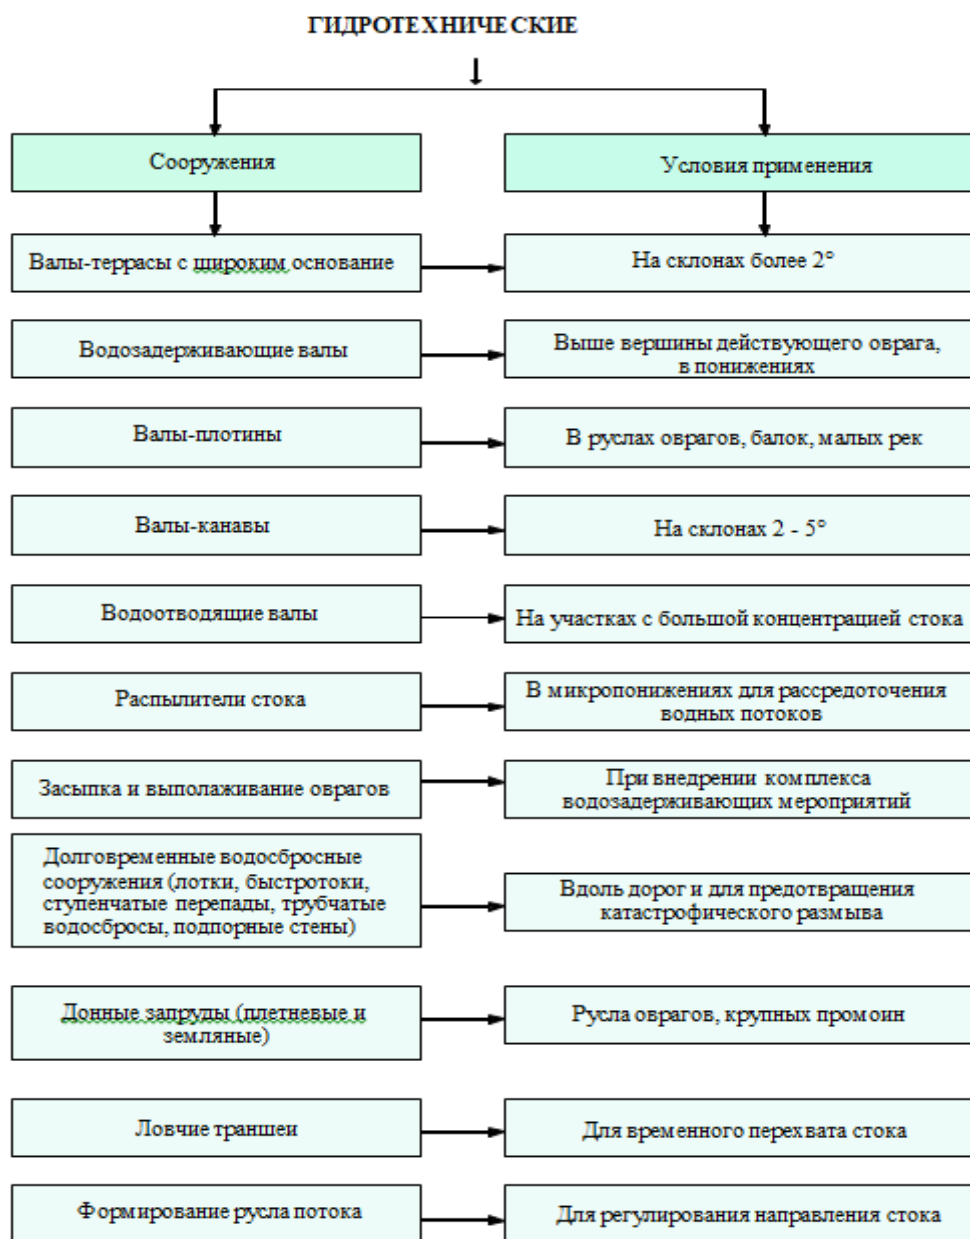 ГИДРОТЕХНИЧЕСКИЕ
Сооружения
Условия применения
Валы-террасы с широким основание
На склонах более 2°
Водозадерживающие валы
Выше вершины действующего оврага,
в понижениях
Валы-плотины
В руслах оврагов, балок, малых рек
Валы-канавы
На склонах 2 - 5°
Водоотводящие валы
На участках с большой концентрацией стока
Распылители стока
В микропонижениях для рассредоточения
водных потоков
Засыпка и выполаживание оврагов
При внедрении комплекса
водозадерживающих мероприятий
Долговременные водосбросные
сооружения (лотки, быстротоки,
ступенчатые перепады, трубчатые
водосбросы, подпорные стены)
Вдоль дорог и для предотвращения
катастрофического размыва
Донные запруды (плетневые и
земляные)
Русла оврагов, крупных промоин
Ловчие траншеи
Для временного перехвата стока
Формирование русла потока
Для регулирования направления стока